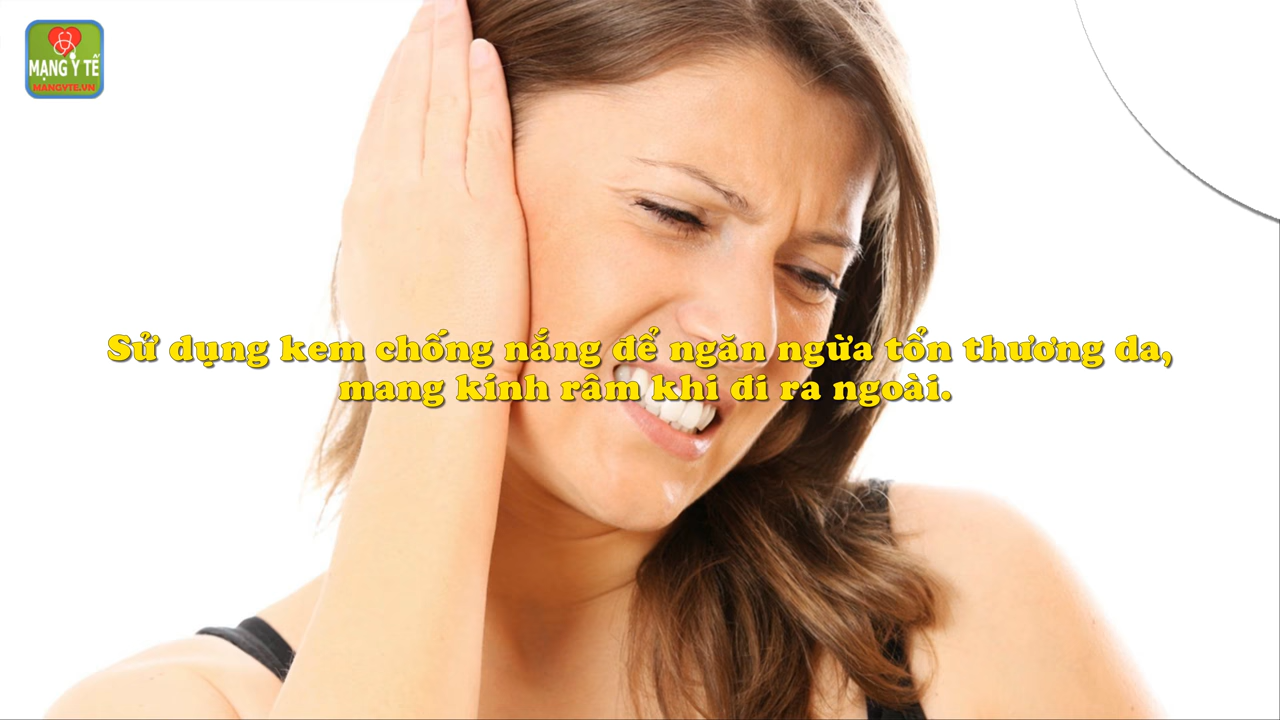 MẠNG Y TẾ
MANGYTE.VN
Sử dụng kem chống nắng để ngăn ngừa tổn thương da,
mang kính râm khi đi ra ngoài.